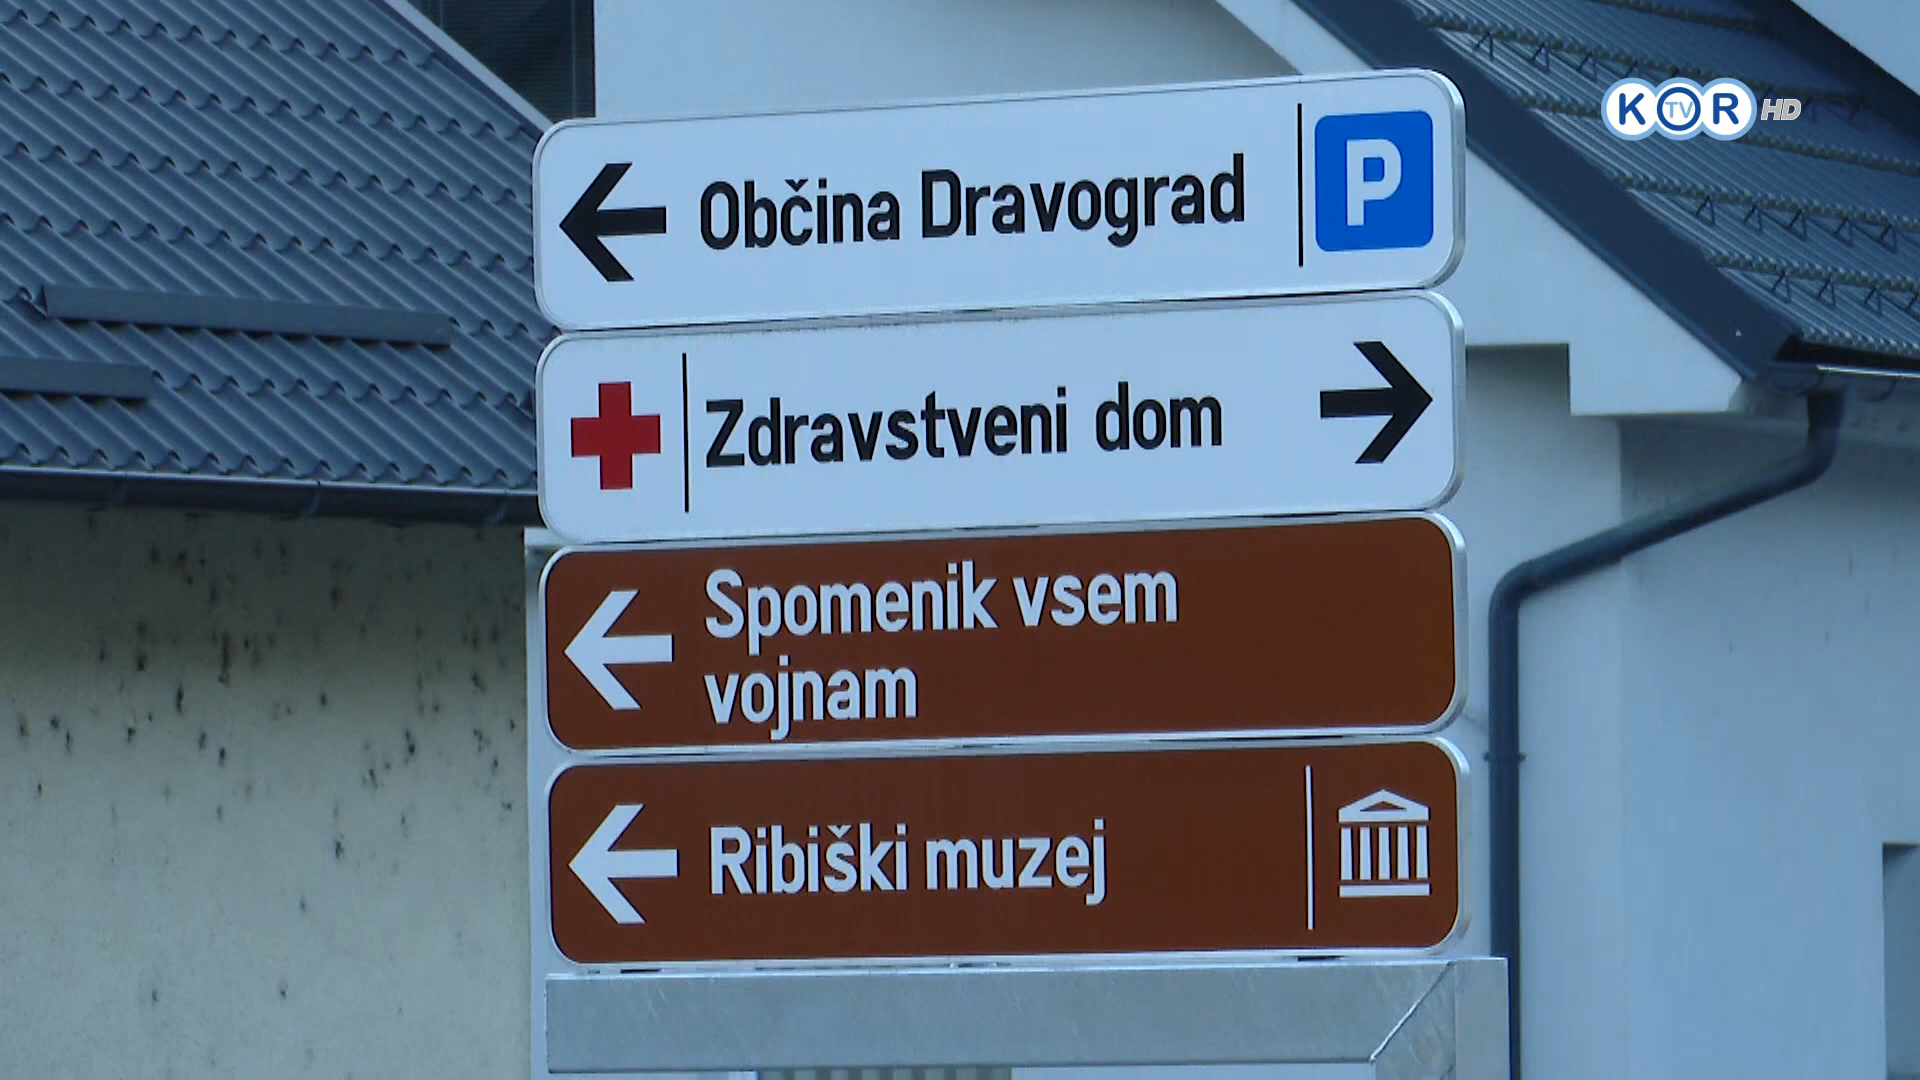 KOR TV HD
Občina Dravograd P
Zdravstveni dom
Spomenik vsem
vojnam
Ribiški muzej